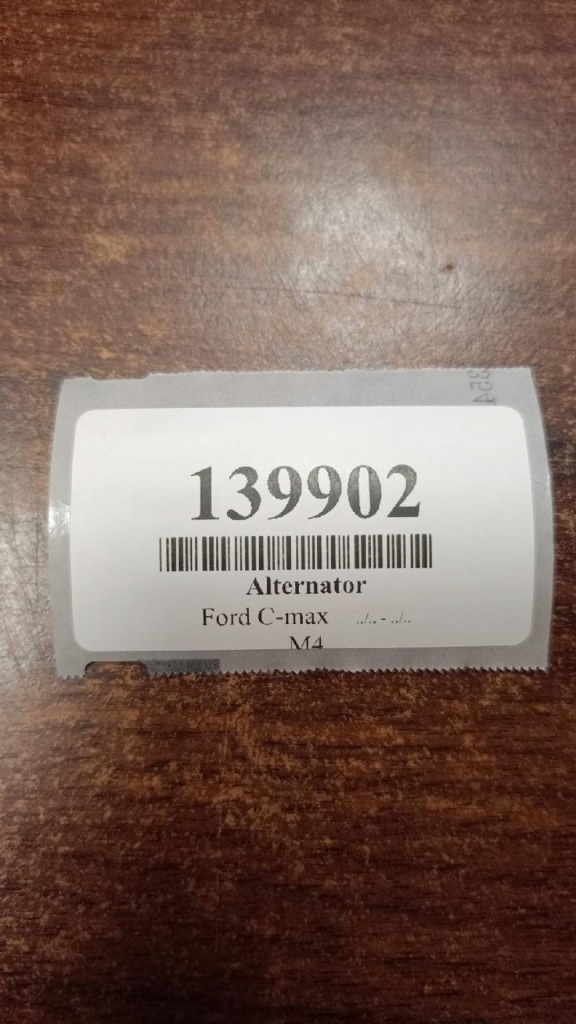 139902
Alternator
Ford C-max ../.. - ../..
M4